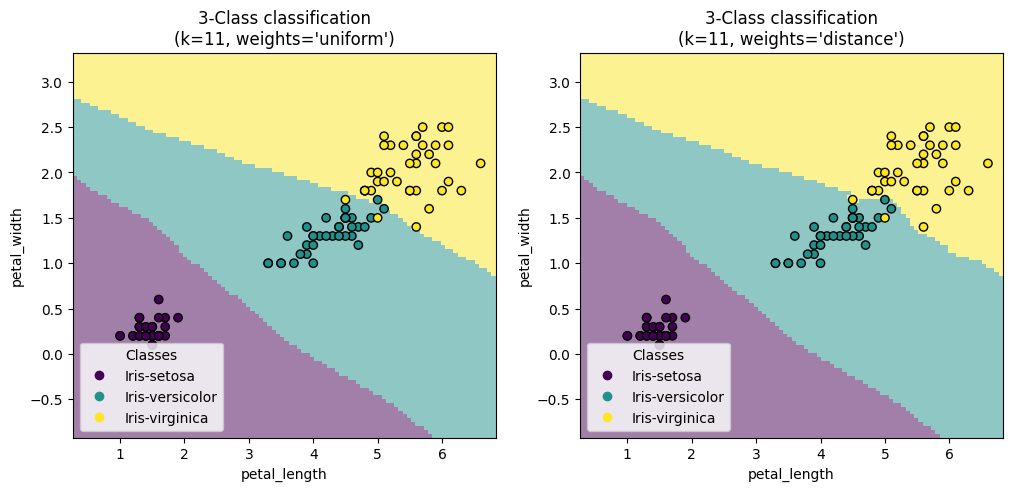 3-Class classification
(k=11, weights='uniform')
3.0
2.5
2.0
1.5
1.0
0.5
0.0
−0.5
petal_width
Classes
Iris-setosa
Iris-versicolor
Iris-virginica
1 2 3 4 5 6
petal_length
3-Class classification
(k=11, weights='distance')
3.0
2.5
2.0
1.5
1.0
0.5
0.0
−0.5
petal_width
Classes
Iris-setosa
Iris-versicolor
Iris-virginica
1 2 3 4 5 6
petal_length